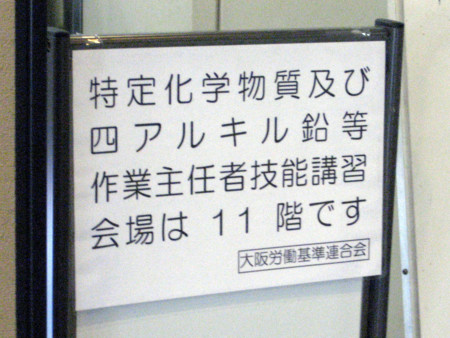 特定化学物質及び
四アルキル鉛等
作業主任者技能講習
会場は 11 階です
大阪労働基準連合会